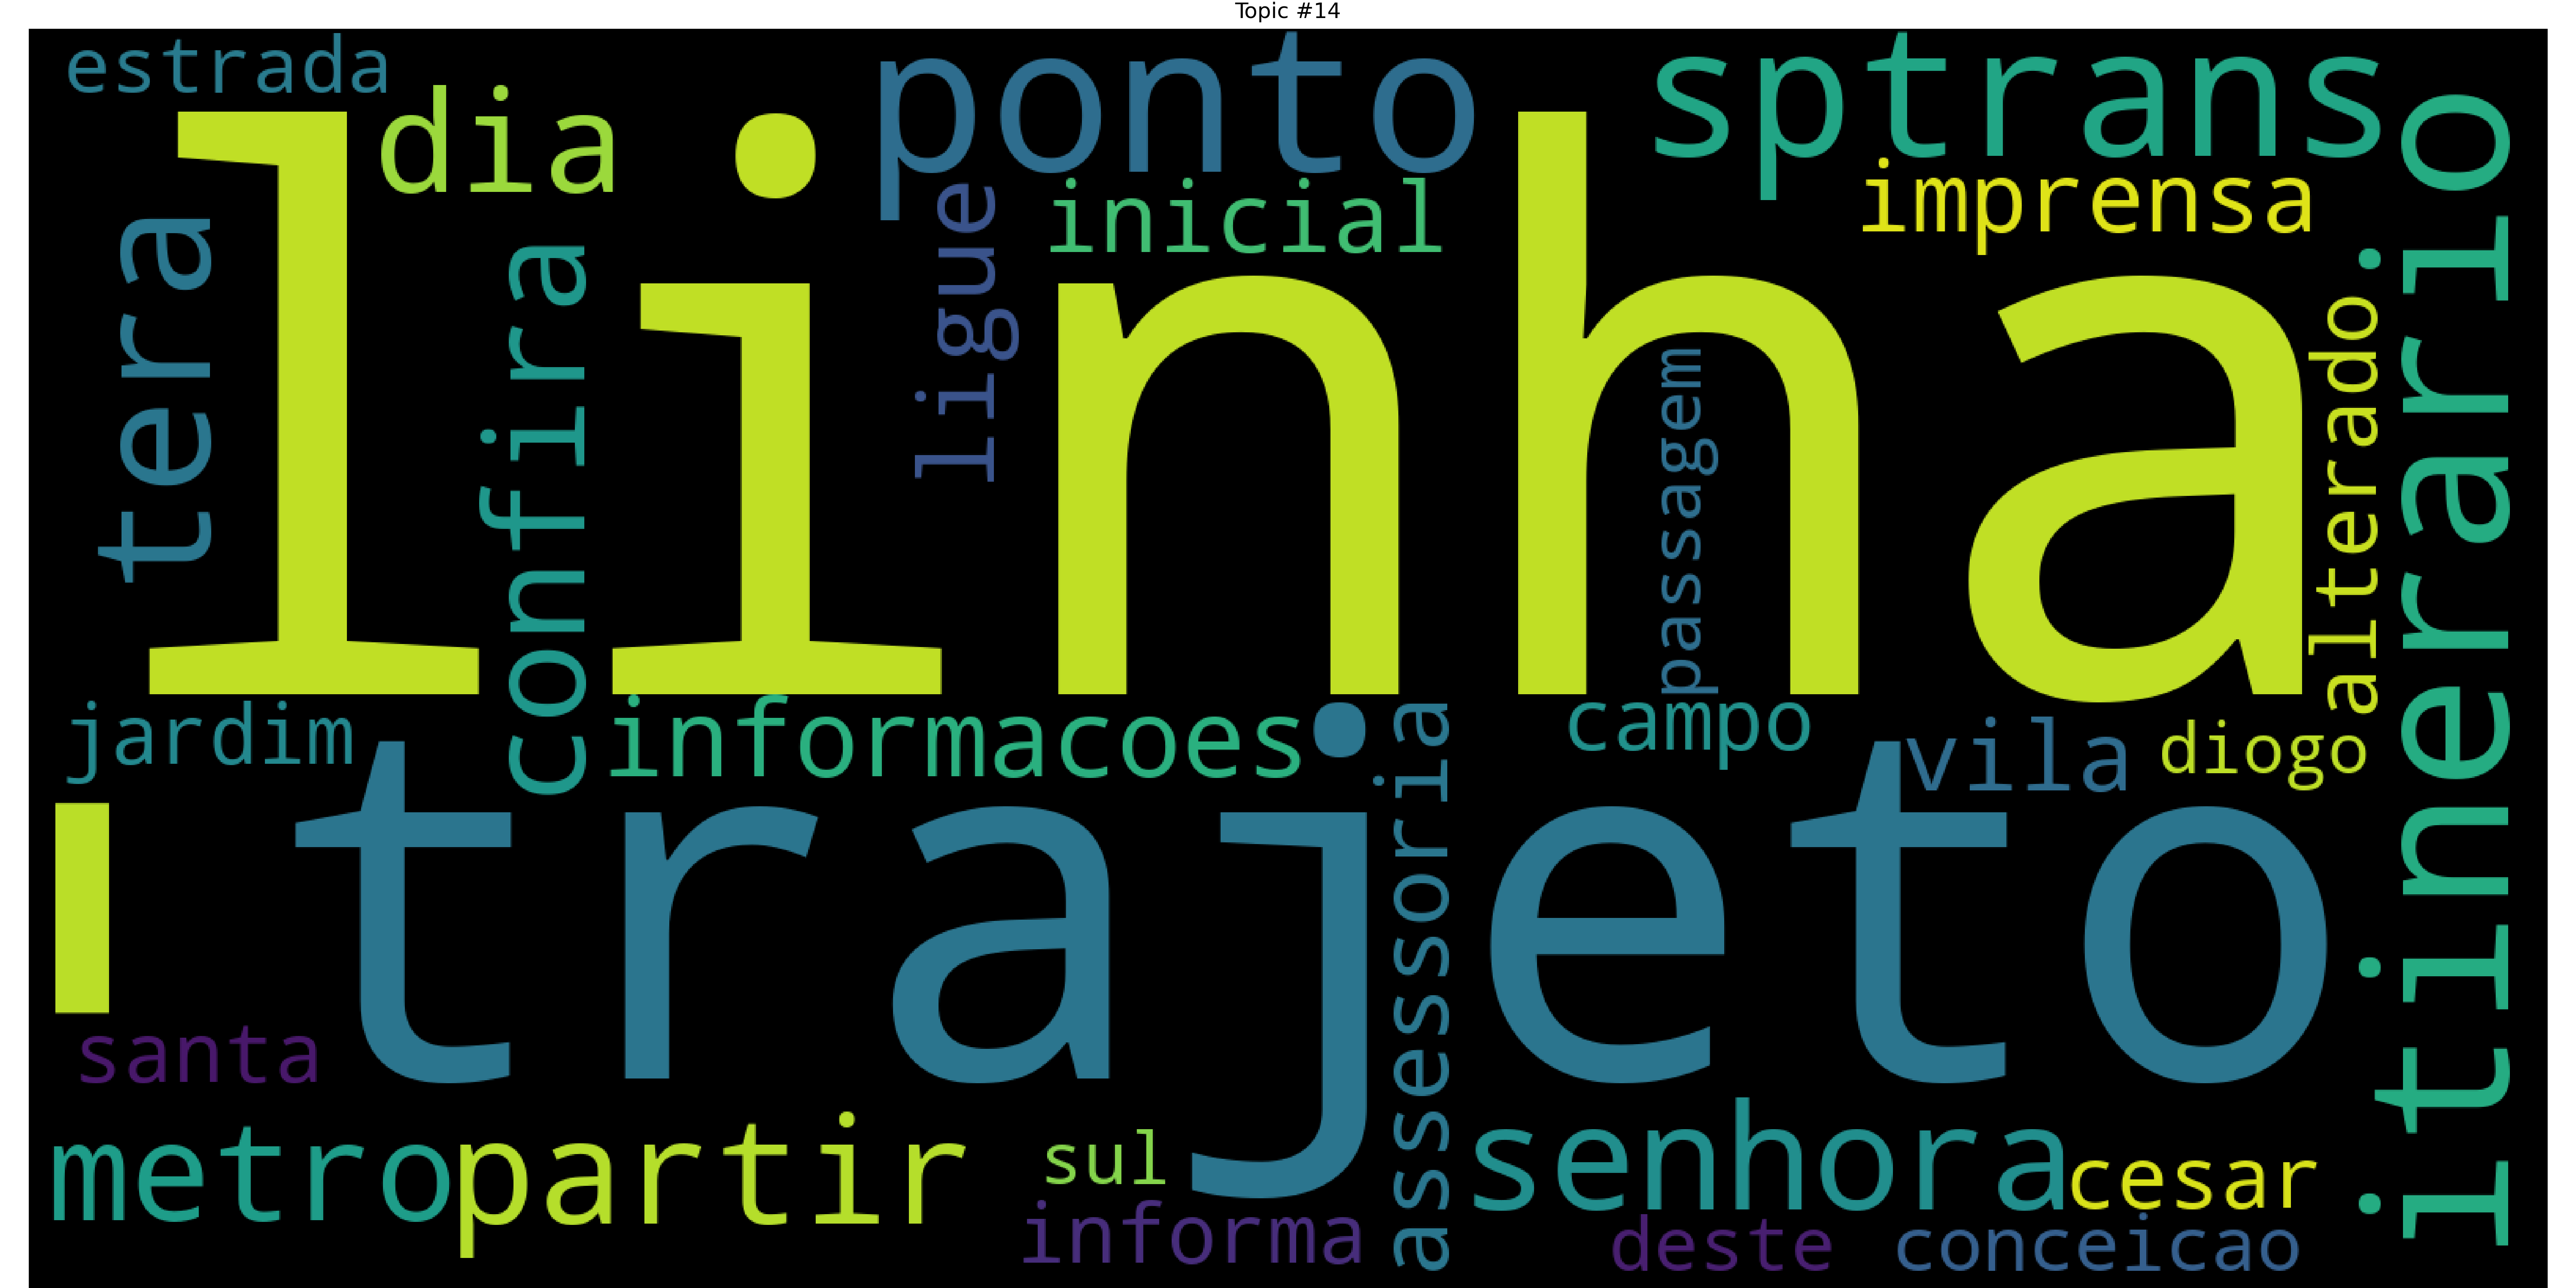 Topic #14
estrada
dia
ponto
sptrans
imprensa
inicial
ligue
tera
confira
linha
passagem
alterado.
itinerario
jardim
informacoes
campo
vila
diogo
trajeto
assessoria
santa
metro
partir
sul
senhora
cesar
informa
deste
conceicao